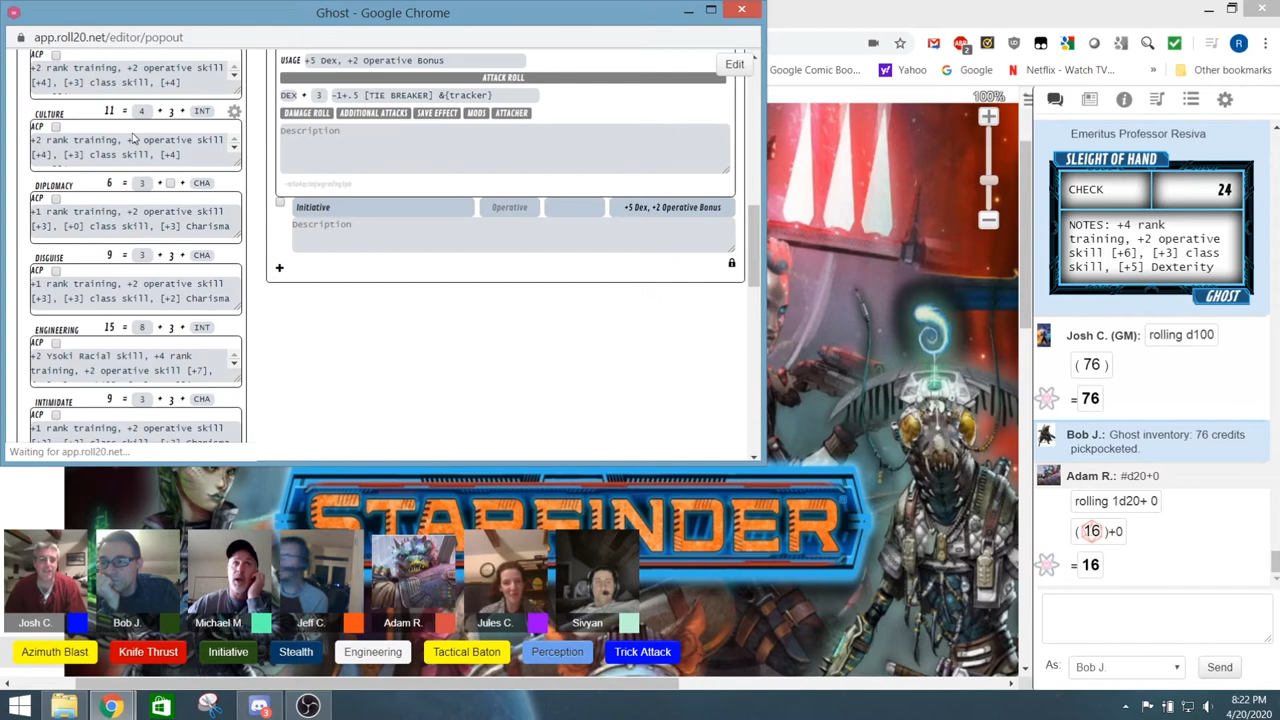 Ghost - Google Chrome
app.roll20.net/editor/popout
ACP
+2 rank training, +2 operative skill
[+4], [+3] class skill, [+4]
CULTURE 11 = 4 + 3 + INT
ACP
+2 rank training, +2 operative skill
[+4], [+3] class skill, [+4]
DIPLOMACY 6 = 3 + + CHA
ACP
+1 rank training, +2 operative skill
[+3], [+0] class skill, [+3] Charisma
DISGUISE 9 = 3 + 3 + CHA
ACP
+1 rank training, +2 operative skill
[+3], [+3] class skill, [+2] Charisma
ENGINEERING 15 = 8 + 3 + INT
+2 Ysoki Racial skill, +4 rank
training, +2 operative skill [+7],
INTIMIDATE 9 = 3 + 3 + CHA
ACP
+1 rank training, +2 operative skill
Waiting for app.roll20.net...
USAGE +5 Dex, +2 Operative Bonus
Edit
ATTACK ROLL
DEX + 3 -1+.5 [TIE BREAKER] &{tracker}
DAMAGE ROLL ADDITIONAL ATTACKS SAVE EFFECT MODS ATTACHER
Description
Initiative Operative +5 Dex, +2 Operative Bonus
Description
+
Google Comic Boo...
Yahoo
Google
Netflix - Watch TV...
»
Other bookmarks
R
100%
Emeritus Professor Resiva
SLEIGHT OF HAND
CHECK 24
NOTES: +4 rank
training, +2 operative
skill [+6], [+3] class
skill, [+5] Dexterity
GHOST
Josh C. (GM): rolling d100
( 76 )
= 76
Bob J.: Ghost inventory: 76 credits
pickpocketed.
Adam R.: #d20+0
rolling 1d20+ 0
( 16 )+0
= 16
As: Bob J. Send
STARFINDER
Josh C.
Bob J.
Michael M.
Jeff C.
Adam R.
Jules C.
Sivyan
Azimuth Blast
Knife Thrust
Initiative
Stealth
Engineering
Tactical Baton
Perception
Trick Attack
3
8:22 PM
4/20/2020